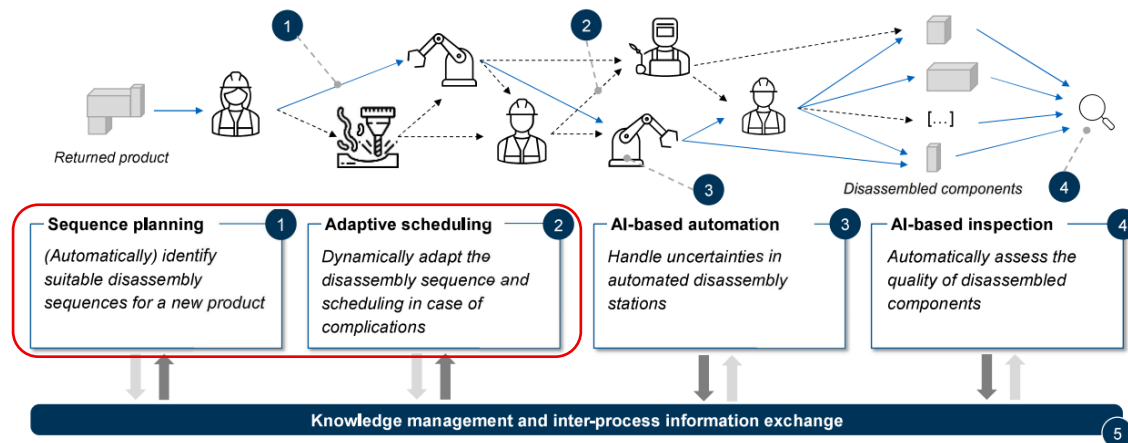 1
2
Returned product
[...]
3
Disassembled components
4
Sequence planning
1
(Automatically) identify
suitable disassembly
sequences for a new product
Adaptive scheduling
2
Dynamically adapt the
disassembly sequence and
scheduling in case of
complications
AI-based automation
3
Handle uncertainties in
automated disassembly
stations
AI-based inspection
4
Automatically assess the
quality of disassembled
components
Knowledge management and inter-process information exchange
5